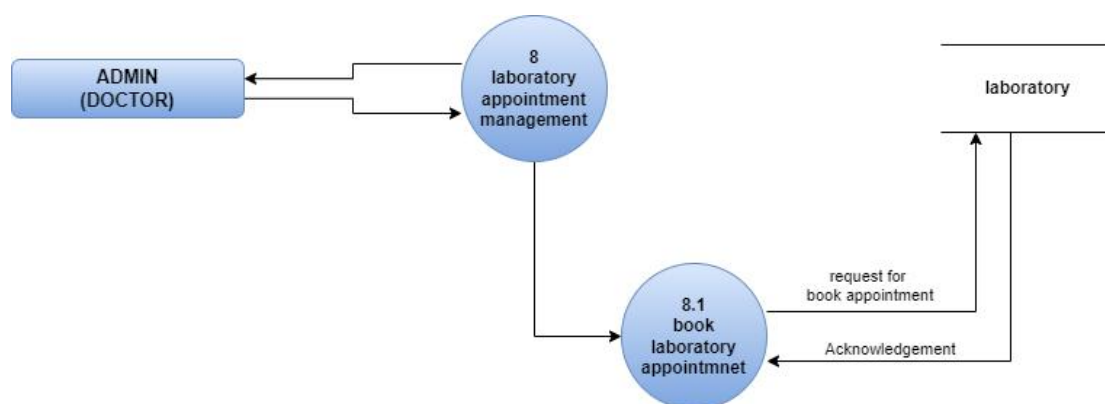 ADMIN
(DOCTOR)
8
laboratory
appointment
management
laboratory
8.1
book
laboratory
appointmnet
request for
book appointment
Acknowledgement